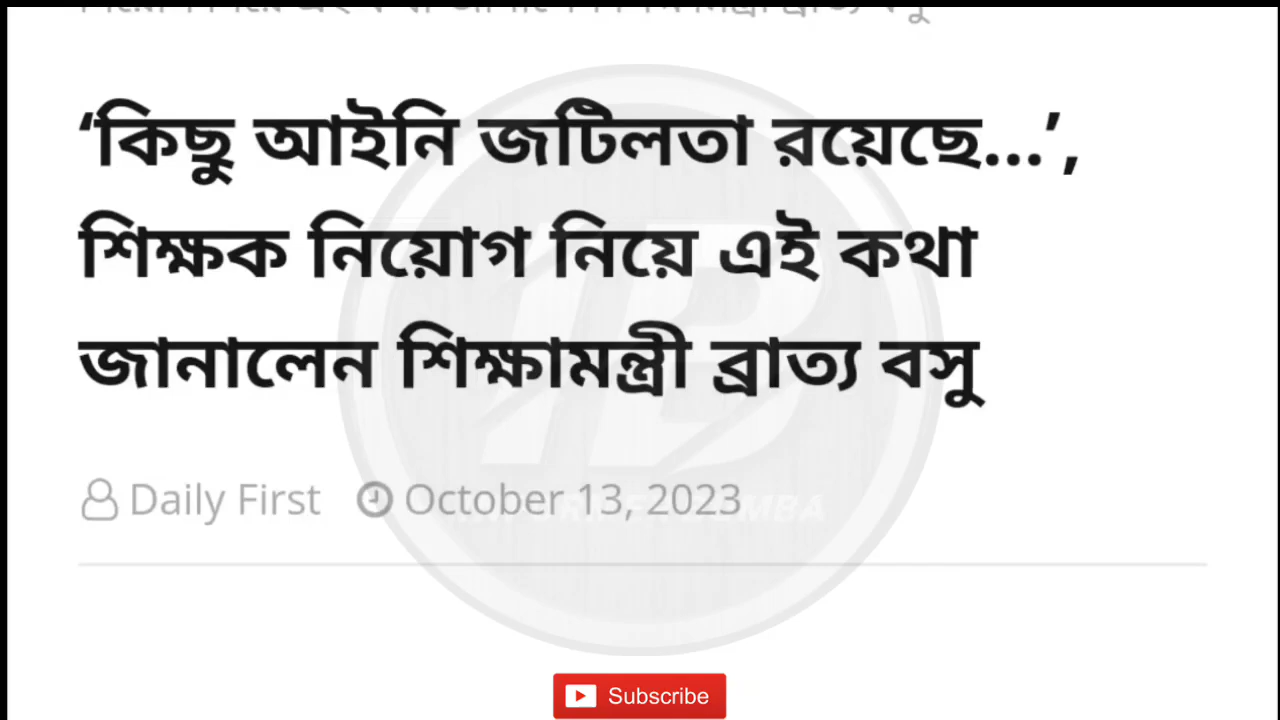 ‘কিছু আইনি জটিলতা রয়েছে...’,
শিক্ষক নিয়োগ নিয়ে এই কথা
জানালেন শিক্ষামন্ত্রী ব্রাত্য বসু
Daily First October 13, 2023
Subscribe